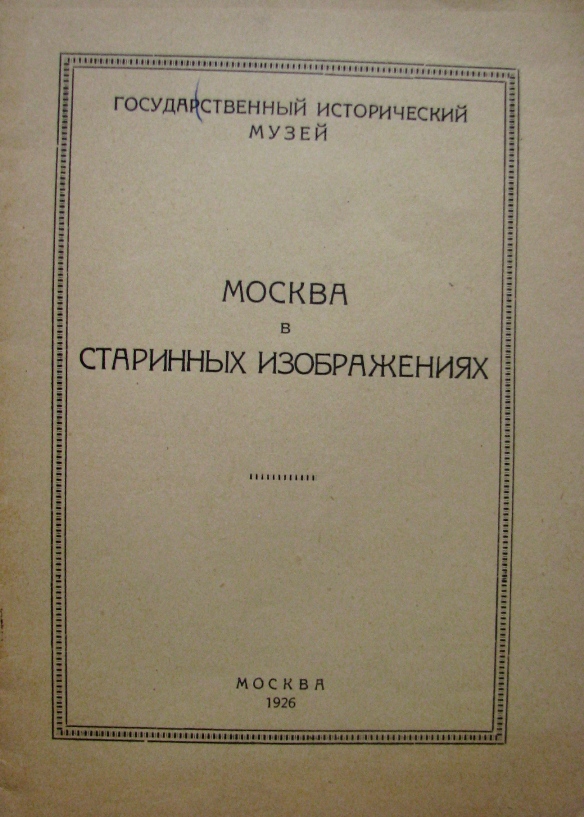 ГОСУДАРСТВЕННЫЙ ИСТОРИЧЕСКИЙ
МУЗЕЙ
МОСКВА
в
СТАРИННЫХ ИЗОБРАЖЕНИЯХ
МОСКВА
1926